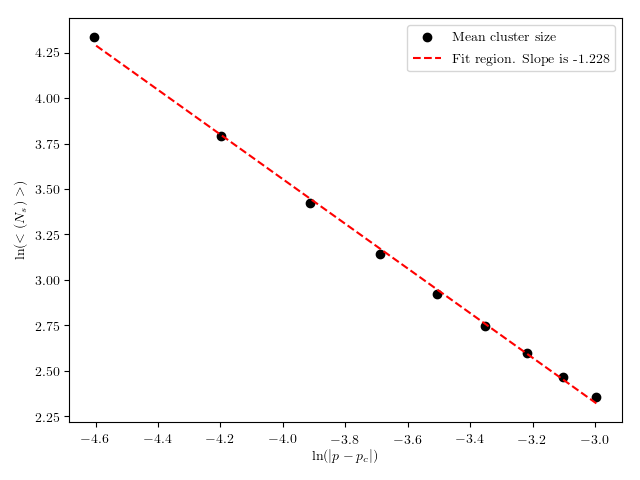 Mean cluster size
Fit region. Slope is -1.228
4.25
4.00
3.75
3.50
3.25
3.00
2.75
2.50
2.25
ln(< (N_s) >)
−4.6 −4.4 −4.2 −4.0 −3.8 −3.6 −3.4 −3.2 −3.0
ln(|p − p_c|)